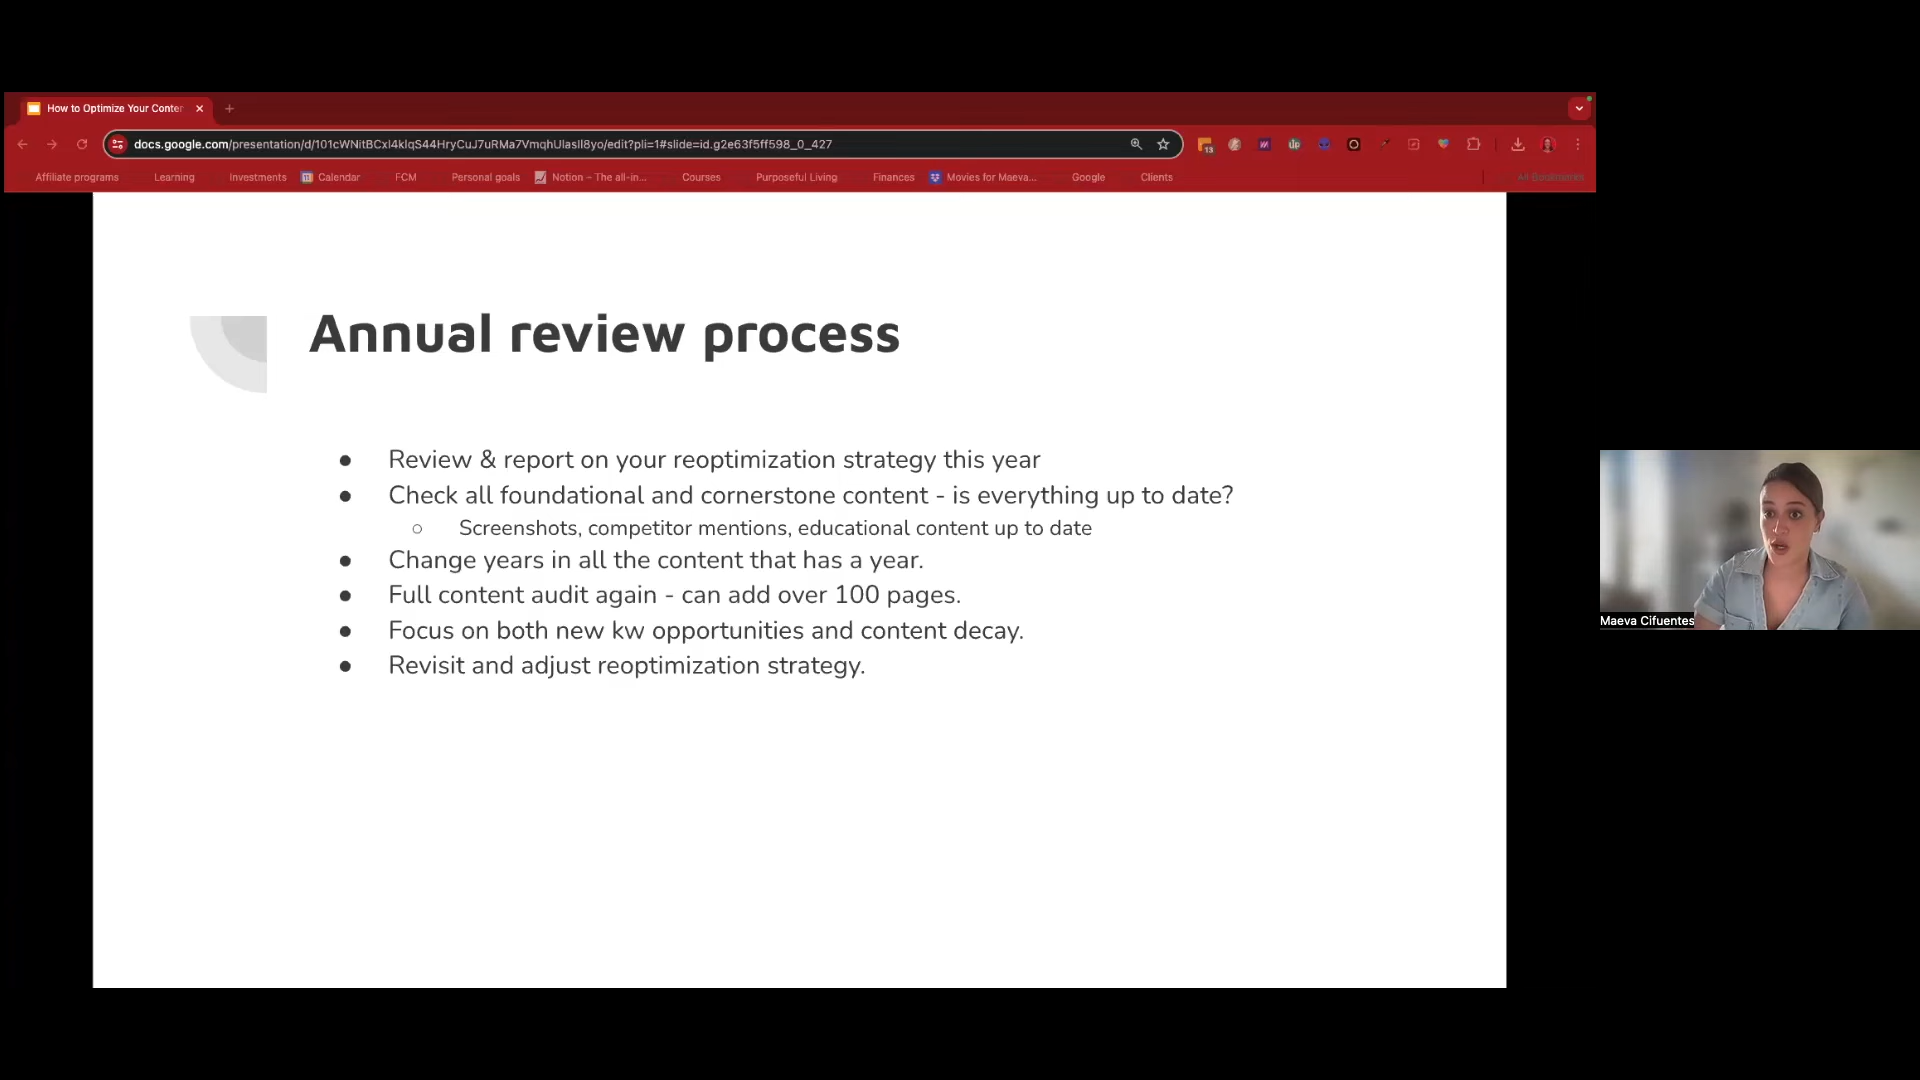 How to Optimize Your Conter
docs.google.com/presentation/d/101cWNitBCxl4klqS44HryCuJ7uRMa7VmqhUlasll8yo/edit?pli=1#slide=id.g2e63f5ff598_0_427
13
Affiliate programs Learning Investments Calendar FCM Personal goals Notion – The all-in... Courses Purposeful Living Finances Movies for Maeva... Google Clients All Bookmarks
Annual review process
● Review & report on your reoptimization strategy this year
● Check all foundational and cornerstone content - is everything up to date?
○ Screenshots, competitor mentions, educational content up to date
● Change years in all the content that has a year.
● Full content audit again - can add over 100 pages.
● Focus on both new kw opportunities and content decay.
● Revisit and adjust reoptimization strategy.
Maeva Cifuentes